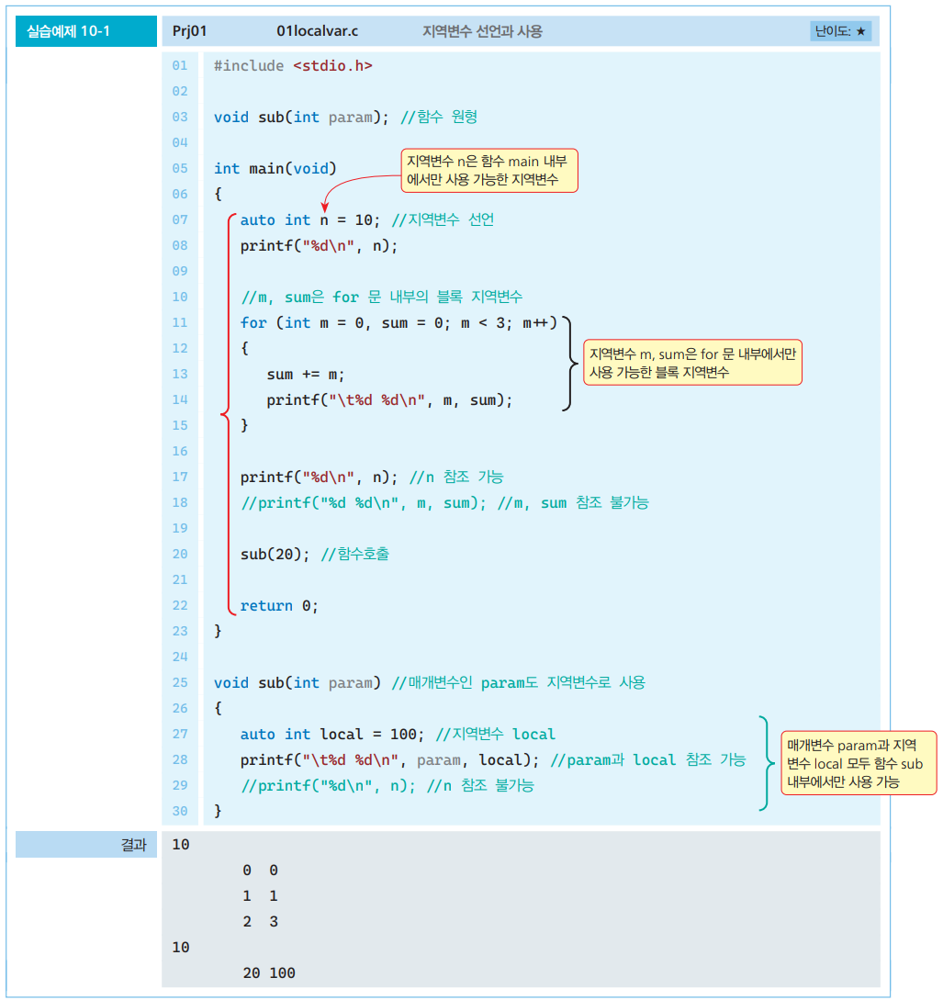 실습예제 10-1
Prj01 01localvar.c 지역변수 선언과 사용 난이도: ★
01 #include <stdio.h>
02
03 void sub(int param); //함수 원형
04
지역변수 n은 함수 main 내부
에서만 사용 가능한 지역변수
05 int main(void)
06 {
07 auto int n = 10; //지역변수 선언
08 printf("%d\n", n);
09
10 //m, sum은 for 문 내부의 블록 지역변수
11 for (int m = 0, sum = 0; m < 3; m++)
12 {
13 sum += m;
14 printf("\t%d %d\n", m, sum);
15 }
지역변수 m, sum은 for 문 내부에서만
사용 가능한 블록 지역변수
16
17 printf("%d\n", n); //n 참조 가능
18 //printf("%d %d\n", m, sum); //m, sum 참조 불가능
19
20 sub(20); //함수호출
21
22 return 0;
23 }
24
25 void sub(int param) //매개변수인 param도 지역변수로 사용
26 {
27 auto int local = 100; //지역변수 local
28 printf("\t%d %d\n", param, local); //param과 local 참조 가능
29 //printf("%d\n", n); //n 참조 불가능
30 }
매개변수 param과 지역
변수 local 모두 함수 sub
내부에서만 사용 가능
결과
10
0 0
1 1
2 3
10
20 100